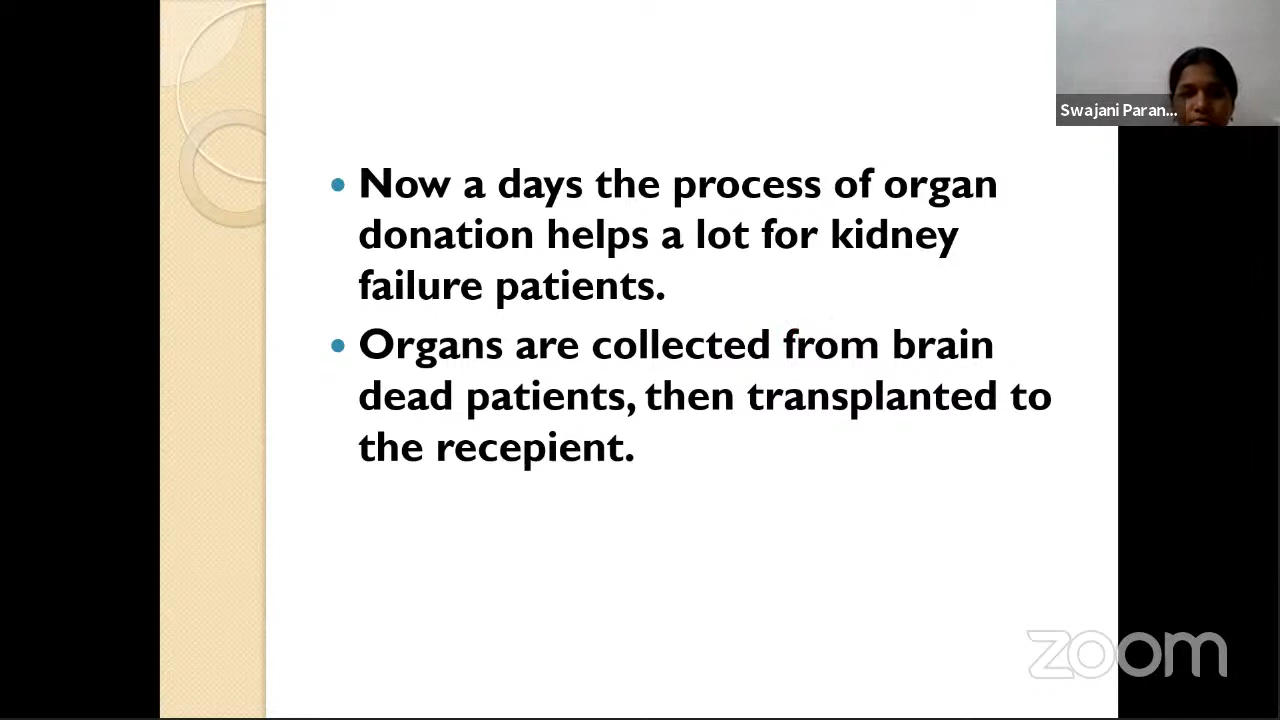 Swajani Paran...
• Now a days the process of organ
donation helps a lot for kidney
failure patients.
• Organs are collected from brain
dead patients, then transplanted to
the recepient.
zoom